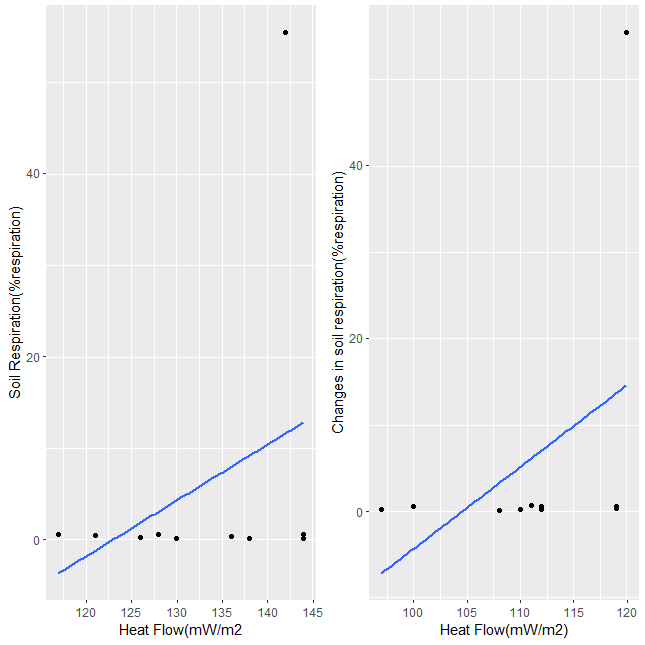 Soil Respiration(%respiration)
40
20
0
120 125 130 135 140 145
Heat Flow(mW/m2
Changes in soil respiration(%respiration)
40
20
0
100 105 110 115 120
Heat Flow(mW/m2)